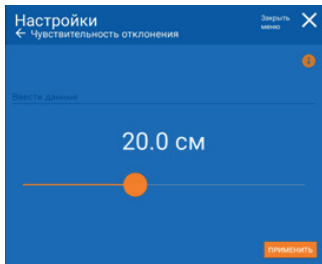 Настройки
Закрыть
меню
← Чувствительность отклонения
Ввести данные
20.0 см
ПРИМЕНИТЬ